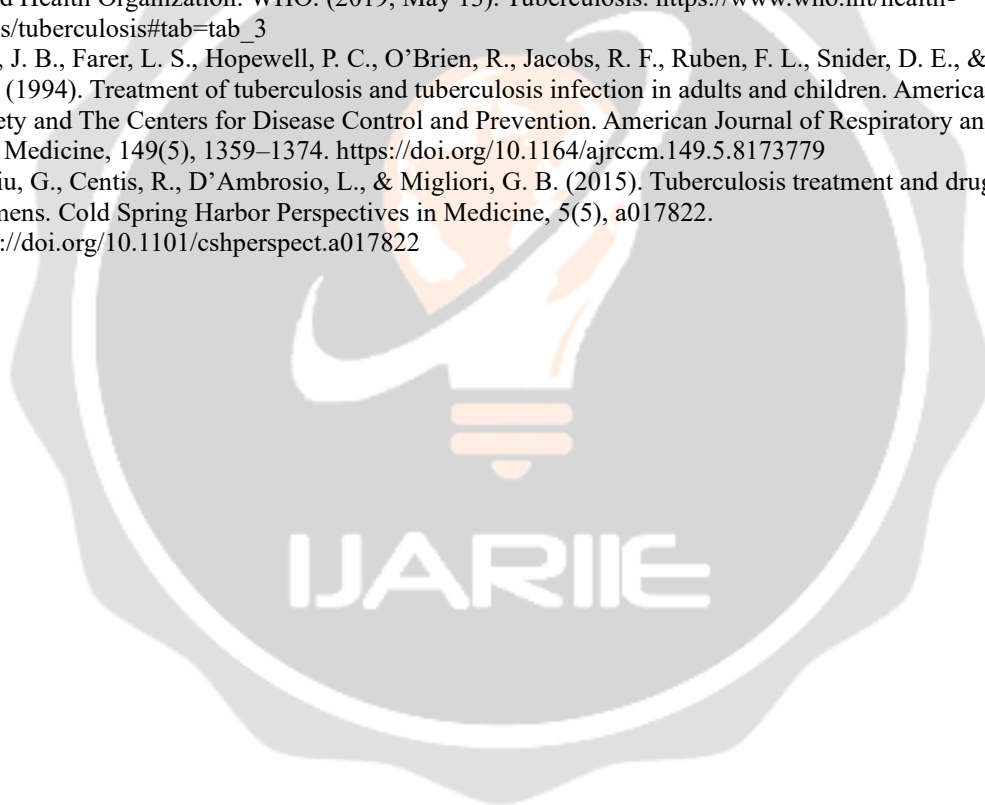 d Health Organization. WHO. (2019, May 15). Tuberculosis. https://www.who.int/health-
s/tuberculosis#tab=tab_3
, J. B., Farer, L. S., Hopewell, P. C., O’Brien, R., Jacobs, R. F., Ruben, F. L., Snider, D. E., &
(1994). Treatment of tuberculosis and tuberculosis infection in adults and children. America
ety and The Centers for Disease Control and Prevention. American Journal of Respiratory an
Medicine, 149(5), 1359–1374. https://doi.org/10.1164/ajrccm.149.5.8173779
iu, G., Centis, R., D’Ambrosio, L., & Migliori, G. B. (2015). Tuberculosis treatment and drug
mens. Cold Spring Harbor Perspectives in Medicine, 5(5), a017822.
://doi.org/10.1101/cshperspect.a017822
IJARIIE